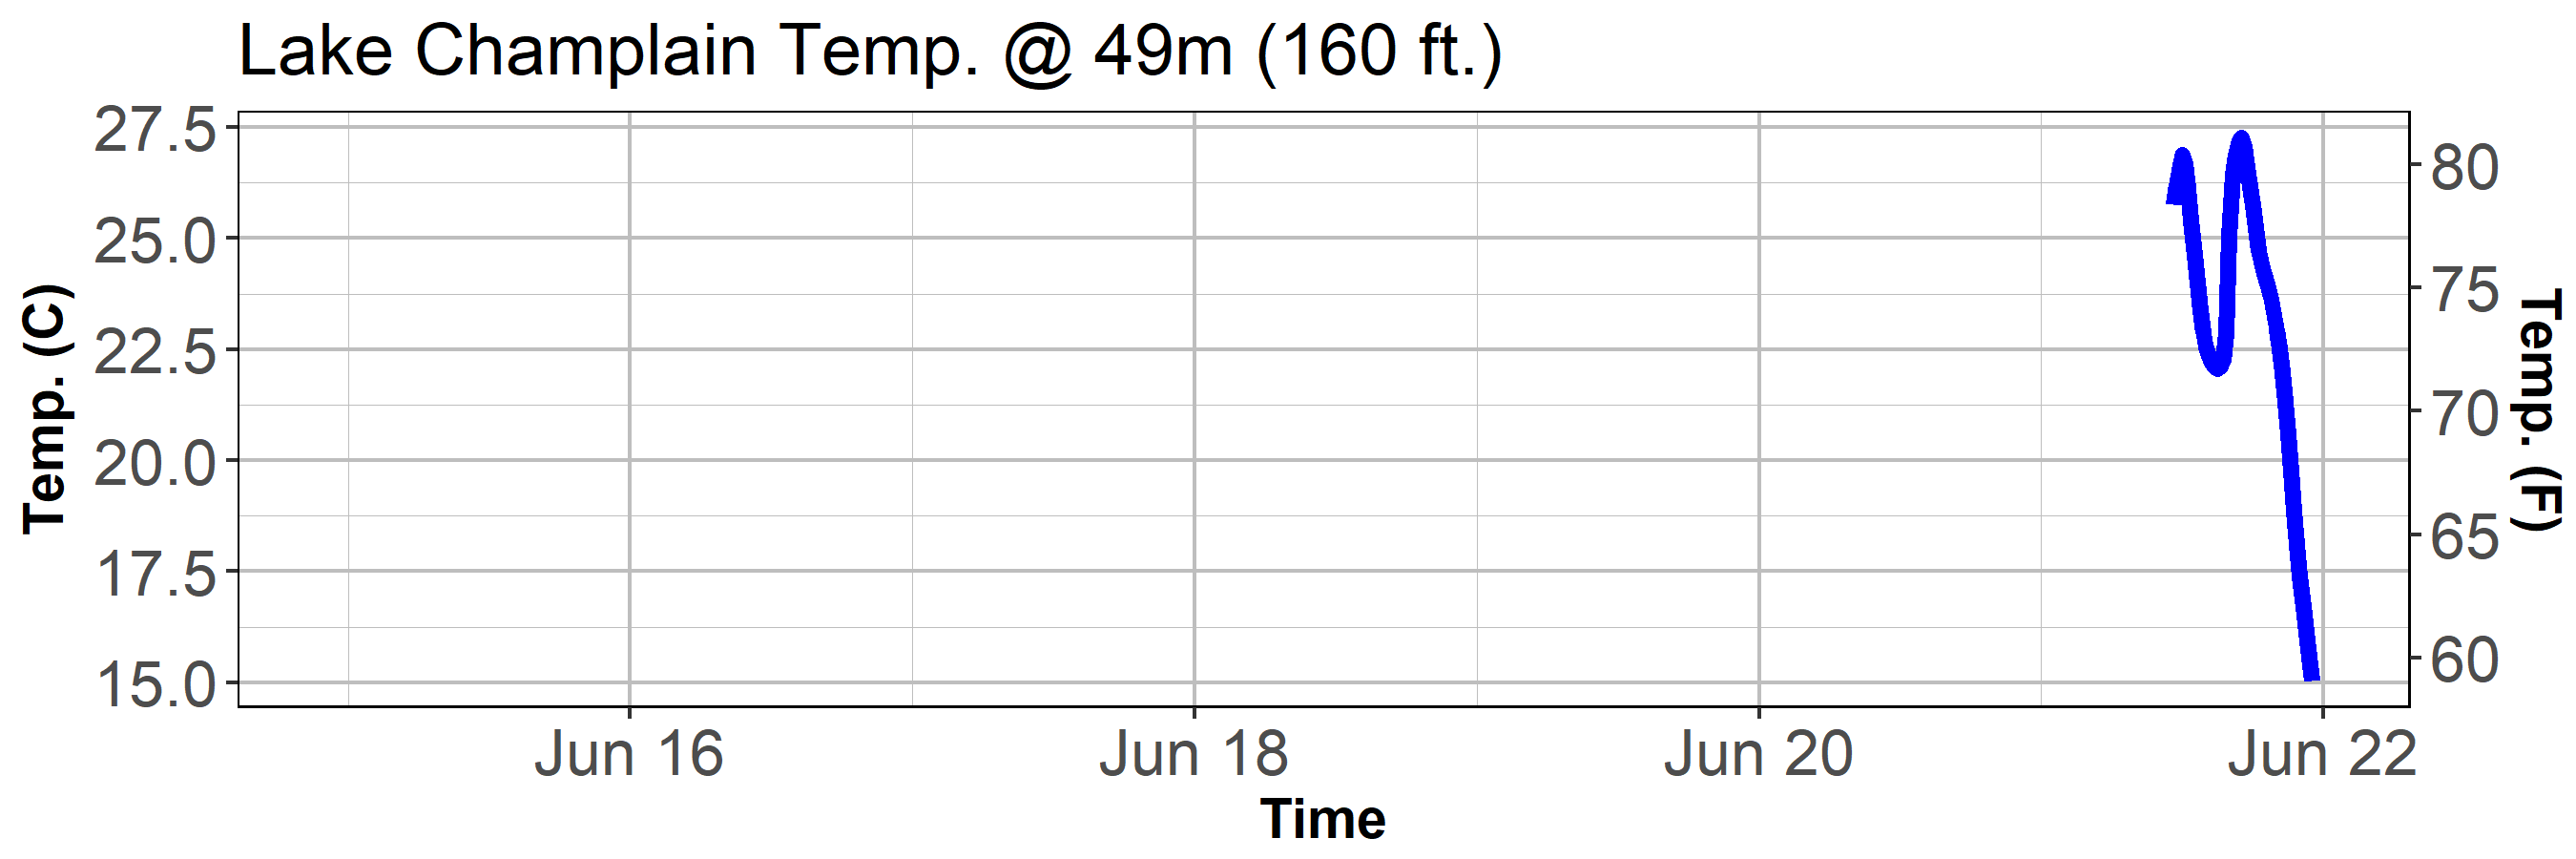 Lake Champlain Temp. @ 49m (160 ft.)
27.5
25.0
22.5
20.0
17.5
15.0
Temp. (C)
80
75
70
65
60
Temp. (F)
Jun 16 Jun 18 Jun 20 Jun 22
Time